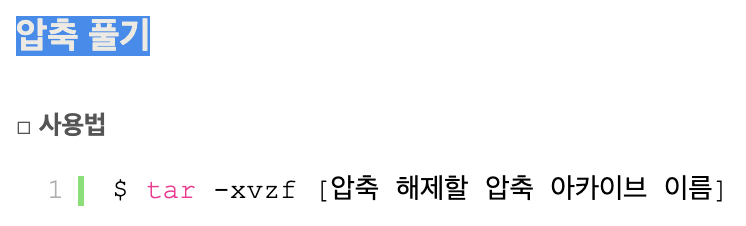 압축 풀기
□ 사용법
1 $ tar -xvzf [압축 해제할 압축 아카이브 이름]